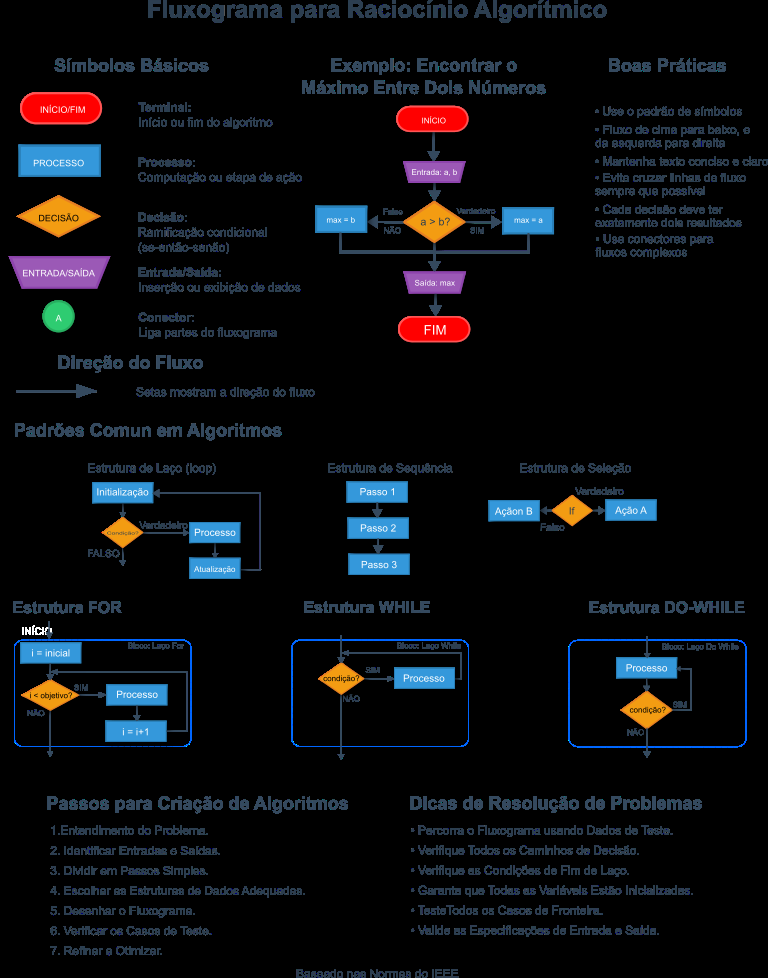 Fluxograma para Raciocínio Algorítmico
Símbolos Básicos
INÍCIO/FIM
Terminal:
Início ou fim do algoritmo
PROCESSO
Processo:
Computação ou etapa de ação
DECISÃO
Decisão:
Ramificação condicional
(se-então-senão)
ENTRADA/SAÍDA
Entrada/Saída:
Inserção ou exibição de dados
A
Conector:
Liga partes do fluxograma
Direção do Fluxo
Setas mostram a direção do fluxo
Exemplo: Encontrar o
Máximo Entre Dois Números
INÍCIO
Entrada: a, b
Falso
Verdadeiro
max = b
a > b?
max = a
NÃO
SIM
Saída: max
FIM
Boas Práticas
• Use o padrão de símbolos
• Fluxo de cima para baixo, e
da esquerda para direita
• Mantenha texto conciso e claro
• Evite cruzar linhas de fluxo
sempre que possível
• Cada decisão deve ter
exatamente dois resultados
• Use conectores para
fluxos complexos
Padrões Comun em Algoritmos
Estrutura de Laço (loop)
Initialização
Condição?
Verdadeiro
Processo
FALSO
Atualização
Estrutura de Sequência
Passo 1
Passo 2
Passo 3
Estrutura de Seleção
Verdadeiro
Açãon B
If
Ação A
Falso
Estrutura FOR
INÍCIO
Bloco: Laço For
i = inicial
i < objetivo?
SIM
Processo
NÃO
i = i+1
Estrutura WHILE
Bloco: Laço While
condição?
SIM
Processo
NÃO
Estrutura DO-WHILE
Bloco: Laço Do While
Processo
condição?
SIM
NÃO
Passos para Criação de Algoritmos
1.Entendimento do Problema.
2. Identificar Entradas e Saídas.
3. Dividir em Passos Simples.
4. Escolher as Estruturas de Dados Adequadas.
5. Desenhar o Fluxograma.
6. Verificar os Casos de Teste.
7. Refinar e Otimizar.
Dicas de Resolução de Problemas
• Percorra o Fluxograma usando Dados de Teste.
• Verifique Todos os Caminhos de Decisão.
• Verifique as Condições de Fim de Laço.
• Garanta que Todas as Variáveis Estão Inicializadas.
• TesteTodos os Casos de Fronteira.
• Valide as Especificações de Entrada e Saída.
Baseado nas Normas do IEEE